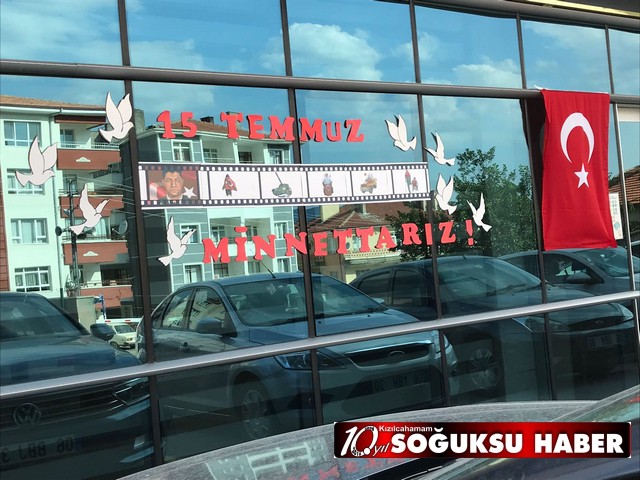 15 TEMMUZ
MİNNETTARIZ!
Kızılcahamam
10.yıl SOĞUKSU HABER